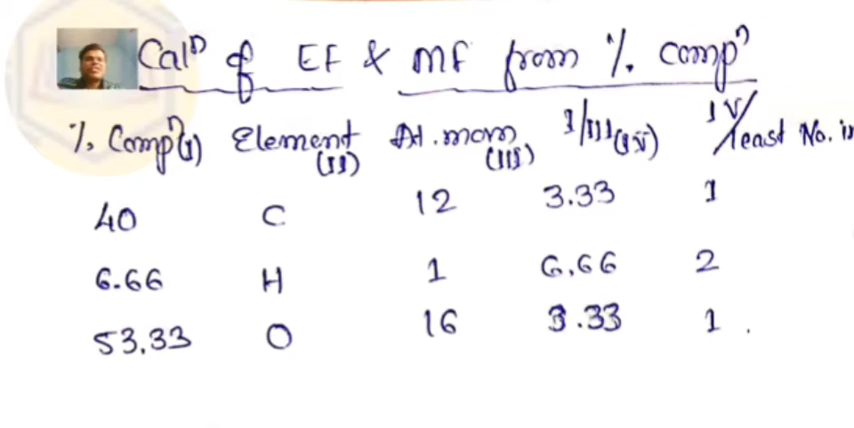 Calⁿ of EF & MF from % compⁿ
% Compⁿ(I) Element At. mass I/III(IV) IV/least No. in
(II) (III)
40 C 12 3.33 1
6.66 H 1 6.66 2
53.33 O 16 3.33 1